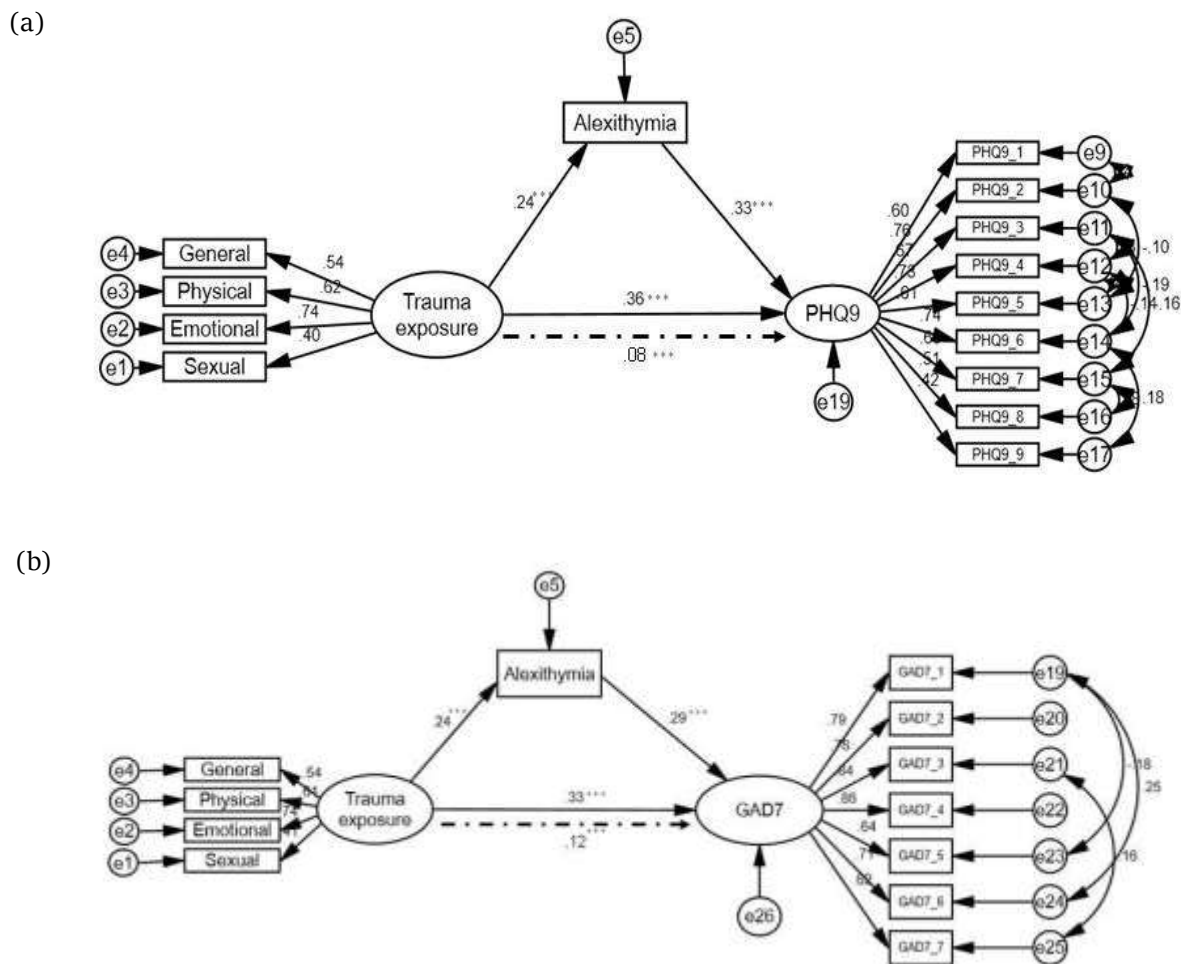 (a)
e5
Alexithymia
.24***
.33***
e4
General
.54
e3
Physical
.62
e2
Emotional
.74
e1
Sexual
.40
Trauma
exposure
.36 ***
.08 ***
PHQ9
e19
.60
.76
.73
.74
.51
.42
PHQ9_1
e9
PHQ9_2
e10
PHQ9_3
e11
PHQ9_4
e12
PHQ9_5
e13
PHQ9_6
e14
PHQ9_7
e15
PHQ9_8
e16
PHQ9_9
e17
-.10
.19
.14
.16
.18
(b)
e5
Alexithymia
.24***
.29***
e4
General
.54
e3
Physical
e2
Emotional
e1
Sexual
Trauma
exposure
.33***
.12***
GAD7
e26
.79
.78
.84
.86
.64
.71
GAD7_1
e19
GAD7_2
e20
GAD7_3
e21
GAD7_4
e22
GAD7_5
e23
GAD7_6
e24
GAD7_7
e25
-.18
.25
.16